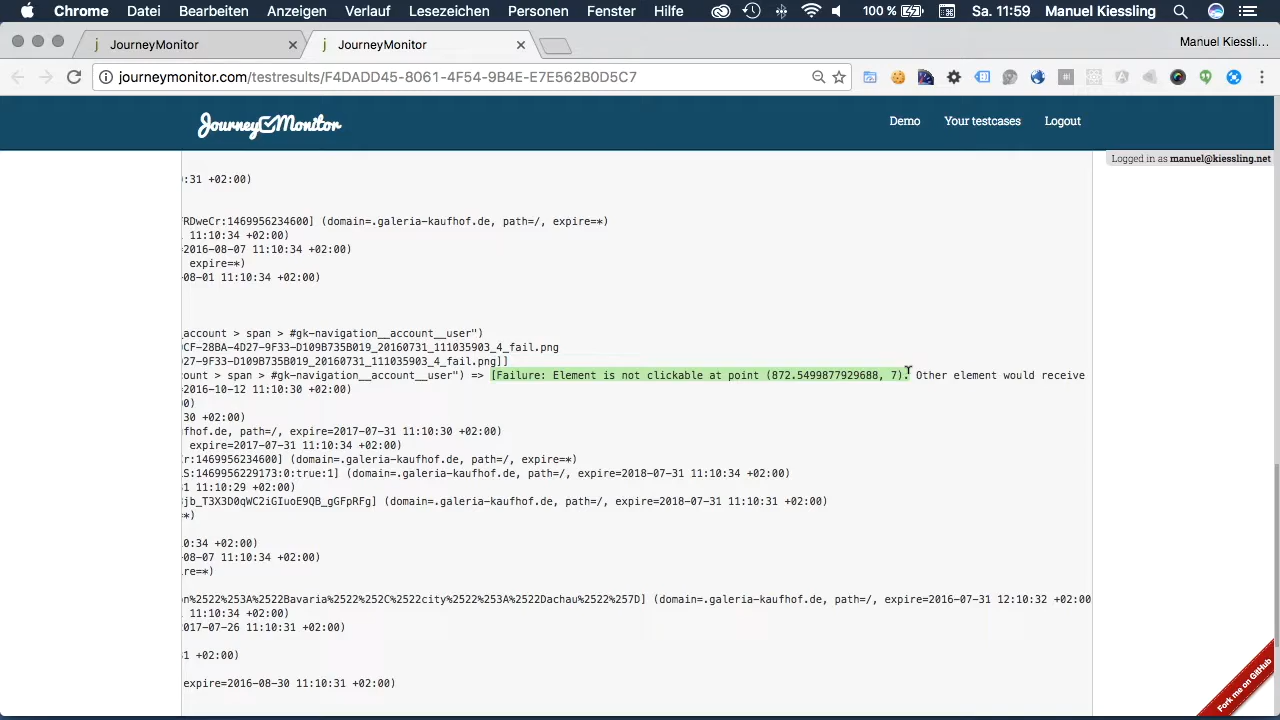 Chrome Datei Bearbeiten Anzeigen Verlauf Lesezeichen Personen Fenster Hilfe 100 % Sa. 11:59 Manuel Kiessling
JourneyMonitor JourneyMonitor Manuel Kiessli...
journeymonitor.com/testresults/F4DADD45-8061-4F54-9B4E-E7E562B0D5C7
JourneyMonitor Demo Your testcases Logout
Logged in as manuel@kiessling.net
:31 +02:00)
RDweCr:1469956234600] (domain=.galeria-kaufhof.de, path=/, expire=*)
11:10:34 +02:00)
2016-08-07 11:10:34 +02:00)
expire=*)
08-01 11:10:34 +02:00)
account > span > #gk-navigation__account__user")
CF-28BA-4D27-9F33-D109B735B019_20160731_111035903_4_fail.png
27-9F33-D109B735B019_20160731_111035903_4_fail.png]]
ount > span > #gk-navigation__account__user") => [Failure: Element is not clickable at point (872.5499877929688, 7). Other element would receive
2016-10-12 11:10:30 +02:00)
00)
30 +02:00)
fhof.de, path=/, expire=2017-07-31 11:10:30 +02:00)
expire=2017-07-31 11:10:34 +02:00)
Cr:1469956234600] (domain=.galeria-kaufhof.de, path=/, expire=*)
LS:1469956229173:0:true:1] (domain=.galeria-kaufhof.de, path=/, expire=2018-07-31 11:10:34 +02:00)
31 11:10:29 +02:00)
jb_T3X3D0qWC2iGIuoE9QB_gGFpRFg] (domain=.galeria-kaufhof.de, path=/, expire=2018-07-31 11:10:31 +02:00)
=*)
0:34 +02:00)
08-07 11:10:34 +02:00)
re=*)
n%2522%253A%2522Bavaria%2522%252C%2522city%2522%253A%2522Dachau%2522%257D] (domain=.galeria-kaufhof.de, path=/, expire=2016-07-31 12:10:32 +02:00
11:10:34 +02:00)
2017-07-26 11:10:31 +02:00)
31 +02:00)
expire=2016-08-30 11:10:31 +02:00)
Fork me on GitHub